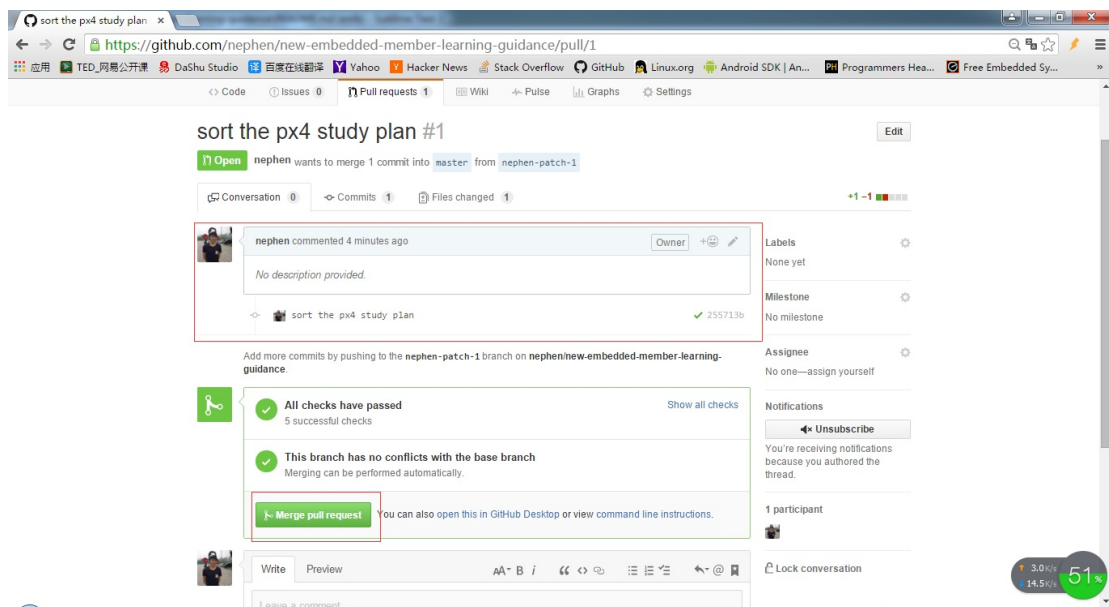 sort the px4 study plan
https://github.com/nephen/new-embedded-member-learning-guidance/pull/1
应用 TED_网易公开课 DaShu Studio 百度在线翻译 Yahoo Hacker News Stack Overflow GitHub Linux.org Android SDK | An... Programmers Hea... Free Embedded Sy... »
Code Issues 0 Pull requests 1 Wiki Pulse Graphs Settings
sort the px4 study plan #1
Edit
Open nephen wants to merge 1 commit into master from nephen-patch-1
Conversation 0 Commits 1 Files changed 1 +1 −1
nephen commented 4 minutes ago Owner
No description provided.
sort the px4 study plan 255713b
Add more commits by pushing to the nephen-patch-1 branch on nephen/new-embedded-member-learning-
guidance.
All checks have passed Show all checks
5 successful checks
This branch has no conflicts with the base branch
Merging can be performed automatically.
Merge pull request You can also open this in GitHub Desktop or view command line instructions.
Write Preview AA B i @
Leave a comment
Labels
None yet
Milestone
No milestone
Assignee
No one—assign yourself
Notifications
Unsubscribe
You're receiving notifications
because you authored the
thread.
1 participant
Lock conversation
3.0K/s
14.5K/s
51%